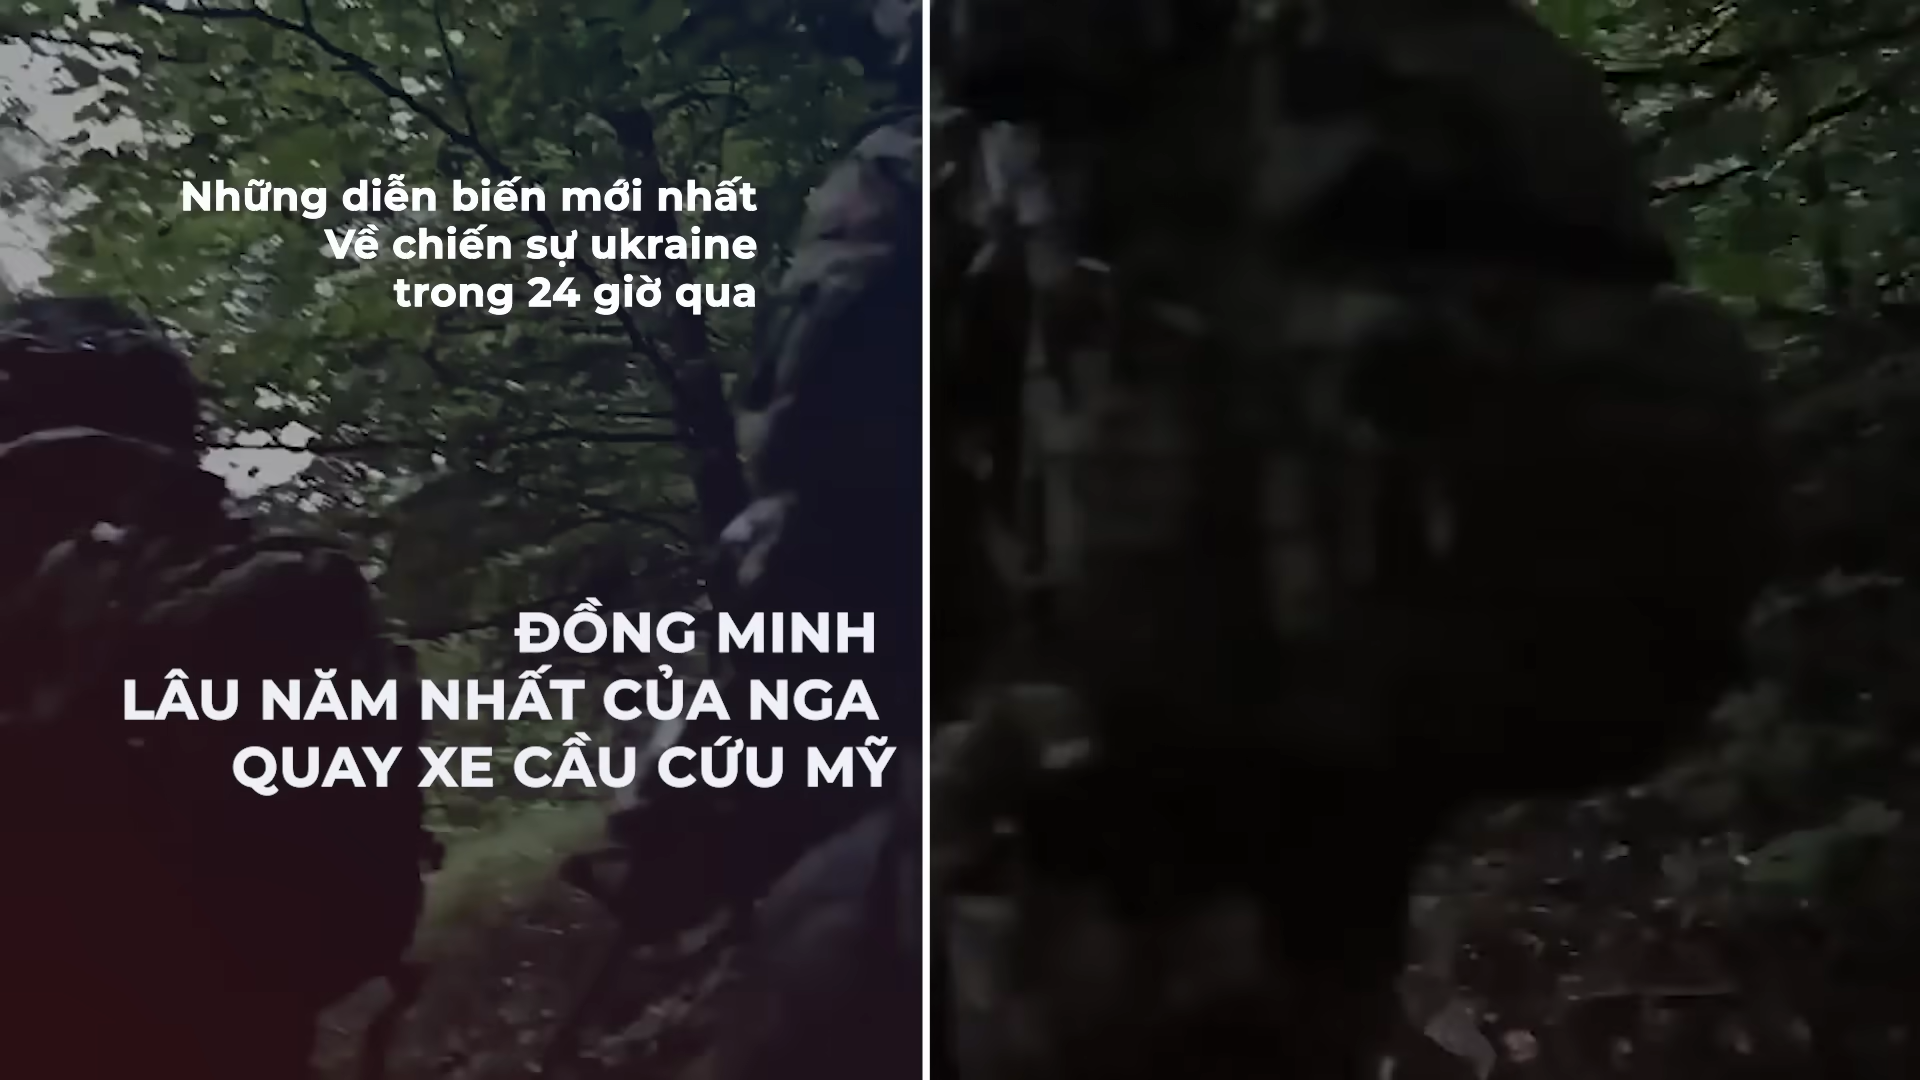 Những diễn biến mới nhất
Về chiến sự ukraine
trong 24 giờ qua
ĐỒNG MINH
LÂU NĂM NHẤT CỦA NGA
QUAY XE CẦU CỨU MỸ